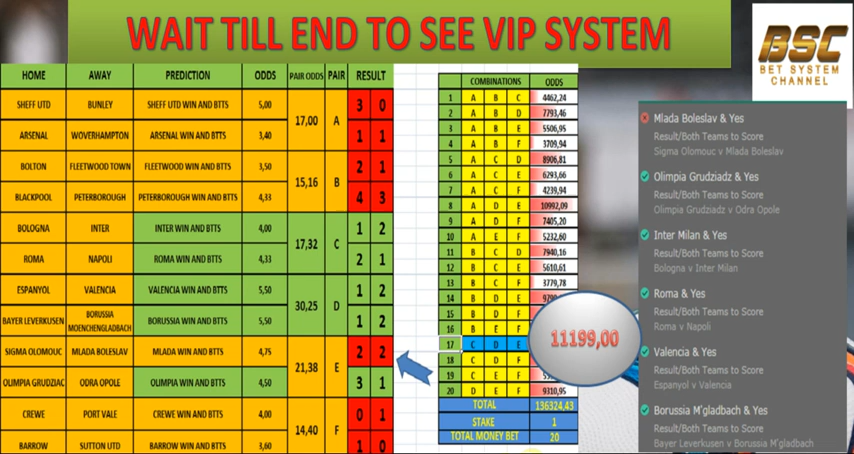 WAIT TILL END TO SEE VIP SYSTEM
BSC
BET SYSTEM
CHANNEL
HOME AWAY PREDICTION ODDS PAIR ODDS PAIR RESULT
SHEFF UTD BUNLEY SHEFF UTD WIN AND BTTS 5,00 3 0
17,00 A
ARSENAL WOVERHAMPTON ARSENAL WIN AND BTTS 3,40 1 1
BOLTON FLEETWOOD TOWN FLEETWOOD WIN AND BTTS 3,50 2 1
15,16 B
BLACKPOOL PETERBOROUGH PETERBOROUGH WIN AND BTTS 4,33 4 3
BOLOGNA INTER INTER WIN AND BTTS 4,00 1 2
17,32 C
ROMA NAPOLI ROMA WIN AND BTTS 4,33 2 1
ESPANYOL VALENCIA VALENCIA WIN AND BTTS 5,50 1 2
30,25 D
BAYER LEVERKUSEN BORUSSIA MOENCHENGLADBACH BORUSSIA WIN AND BTTS 5,50 1 2
SIGMA OLOMOUC MLADA BOLESLAV MLADA WIN AND BTTS 4,75 2 2
21,38 E
OLIMPIA GRUDZIAC ODRA OPOLE OLIMPIA WIN AND BTTS 4,50 3 1
CREWE PORT VALE CREWE WIN AND BTTS 4,00 0 1
14,40 F
BARROW SUTTON UTD BARROW WIN AND BTTS 3,60 1 0
COMBINATIONS ODDS
1 A B C 4462,24
2 A B D 7793,46
3 A B E 5506,95
4 A B F 3709,94
5 A C D 8906,81
6 A C E 6293,66
7 A C F 4239,94
8 A D E 10992,09
9 A D F 7405,20
10 A E F 5232,60
11 B C D 7940,16
12 B C E 5610,61
13 B C F 3779,78
14 B D E
15 B D F
16 B E F
17 C D E
18 C D F
19 C E F
20 D E F 9310,95
TOTAL 136324,43
STAKE 1
TOTAL MONEY BET 20
11199,00
Mlada Boleslav & Yes
Result/Both Teams to Score
Sigma Olomouc v Mlada Boleslav
Olimpia Grudziadz & Yes
Result/Both Teams to Score
Olimpia Grudziadz v Odra Opole
Inter Milan & Yes
Result/Both Teams to Score
Bologna v Inter Milan
Roma & Yes
Result/Both Teams to Score
Roma v Napoli
Valencia & Yes
Result/Both Teams to Score
Espanyol v Valencia
Borussia M'gladbach & Yes
Result/Both Teams to Score
Bayer Leverkusen v Borussia M'gladbach